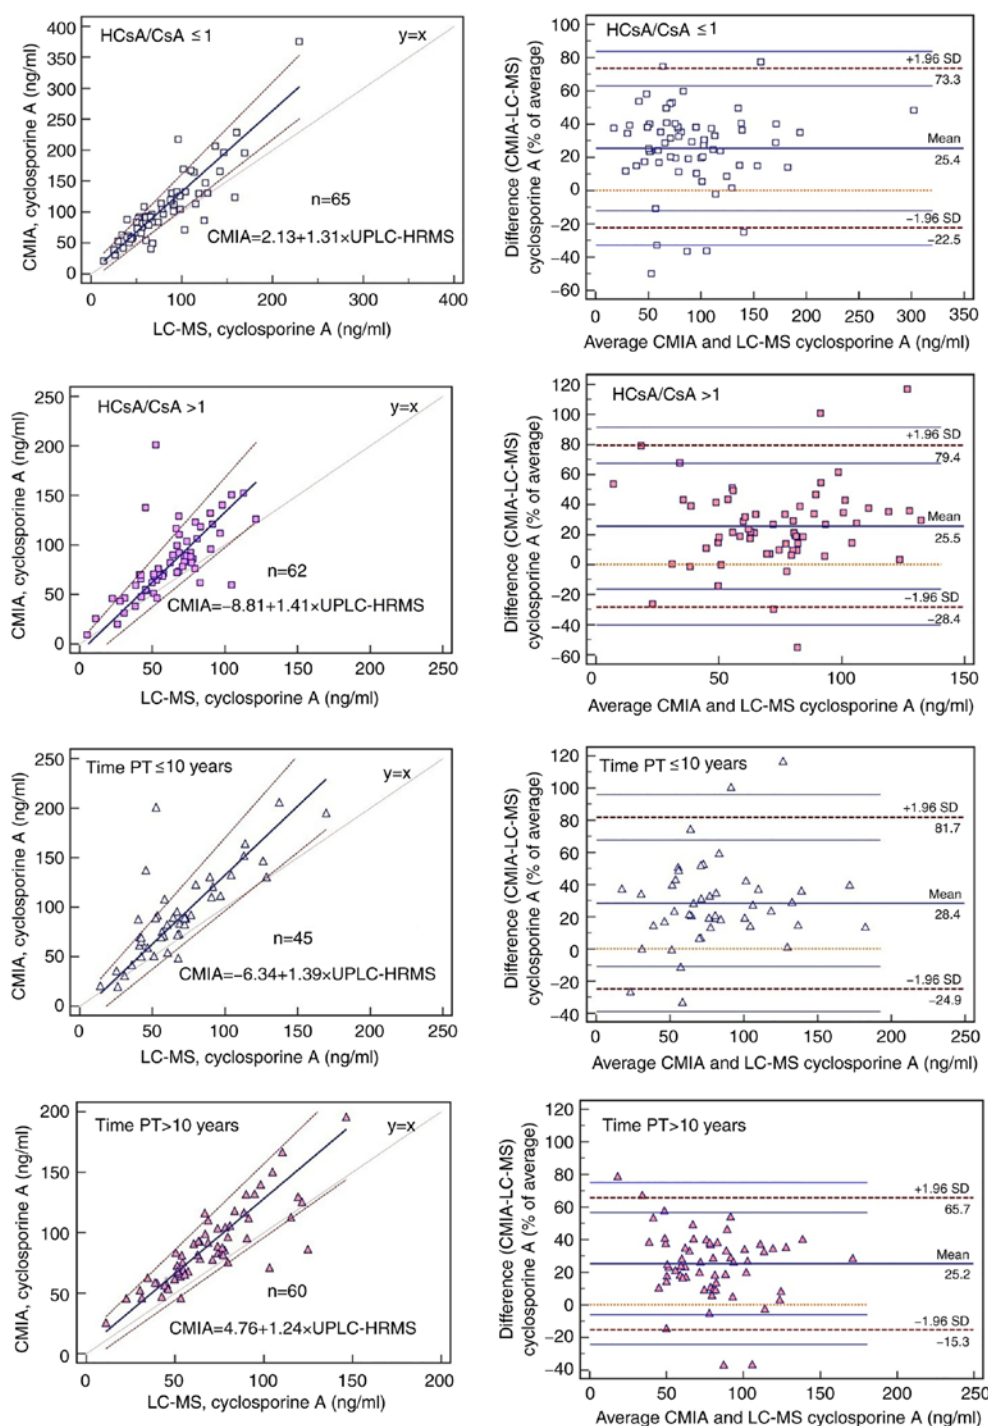 HCsA/CsA ≤1
y=x
n=65
CMIA=2.13+1.31×UPLC-HRMS
CMIA, cyclosporine A (ng/ml)
400
350
300
250
200
150
100
50
0
0 100 200 300 400
LC-MS, cyclosporine A (ng/ml)
HCsA/CsA ≤1
+1.96 SD
73.3
Mean
25.4
−1.96 SD
−22.5
Difference (CMIA-LC-MS)
cyclosporine A (% of average)
80
60
40
20
0
−20
−40
−60
0 50 100 150 200 250 300 350
Average CMIA and LC-MS cyclosporine A (ng/ml)
HCsA/CsA >1
y=x
n=62
CMIA=−8.81+1.41×UPLC-HRMS
CMIA, cyclosporine A (ng/ml)
250
200
150
100
50
0
0 50 100 150 200 250
LC-MS, cyclosporine A (ng/ml)
HCsA/CsA >1
+1.96 SD
79.4
Mean
25.5
−1.96 SD
−28.4
Difference (CMIA-LC-MS)
cyclosporine A (% of average)
120
100
80
60
40
20
0
−20
−40
−60
0 50 100 150
Average CMIA and LC-MS cyclosporine A (ng/ml)
Time PT ≤10 years
y=x
n=45
CMIA=−6.34+1.39×UPLC-HRMS
CMIA, cyclosporine A (ng/ml)
250
200
150
100
50
0
0 50 100 150 200 250
LC-MS, cyclosporine A (ng/ml)
Time PT ≤10 years
+1.96 SD
81.7
Mean
28.4
−1.96 SD
−24.9
Difference (CMIA-LC-MS)
cyclosporine A (% of average)
120
100
80
60
40
20
0
−20
−40
0 50 100 150 200 250
Average CMIA and LC-MS cyclosporine A (ng/ml)
Time PT>10 years
y=x
n=60
CMIA=4.76+1.24×UPLC-HRMS
CMIA, cyclosporine A (ng/ml)
200
150
100
50
0
0 50 100 150 200
LC-MS, cyclosporine A (ng/ml)
Time PT>10 years
+1.96 SD
65.7
Mean
25.2
−1.96 SD
−15.3
Difference (CMIA-LC-MS)
cyclosporine A (% of average)
120
100
80
60
40
20
0
−20
−40
0 50 100 150 200 250
Average CMIA and LC-MS cyclosporine A (ng/ml)